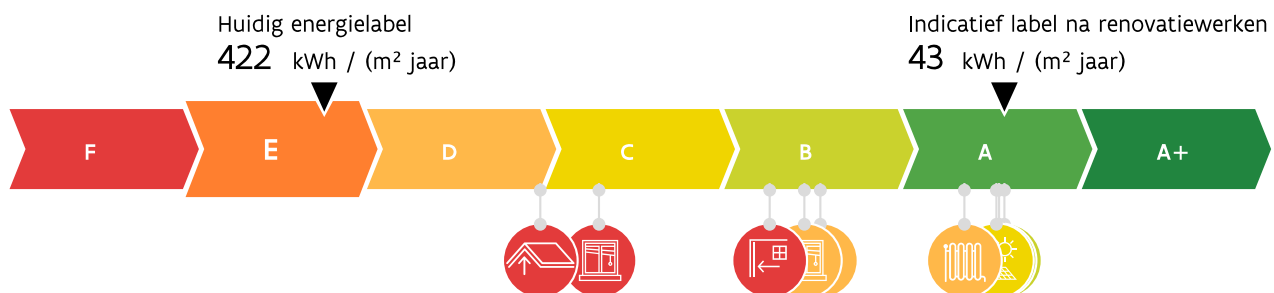 Huidig energielabel
422 kWh / (m² jaar)
Indicatief label na renovatiewerken
43 kWh / (m² jaar)
F E D C B A A+